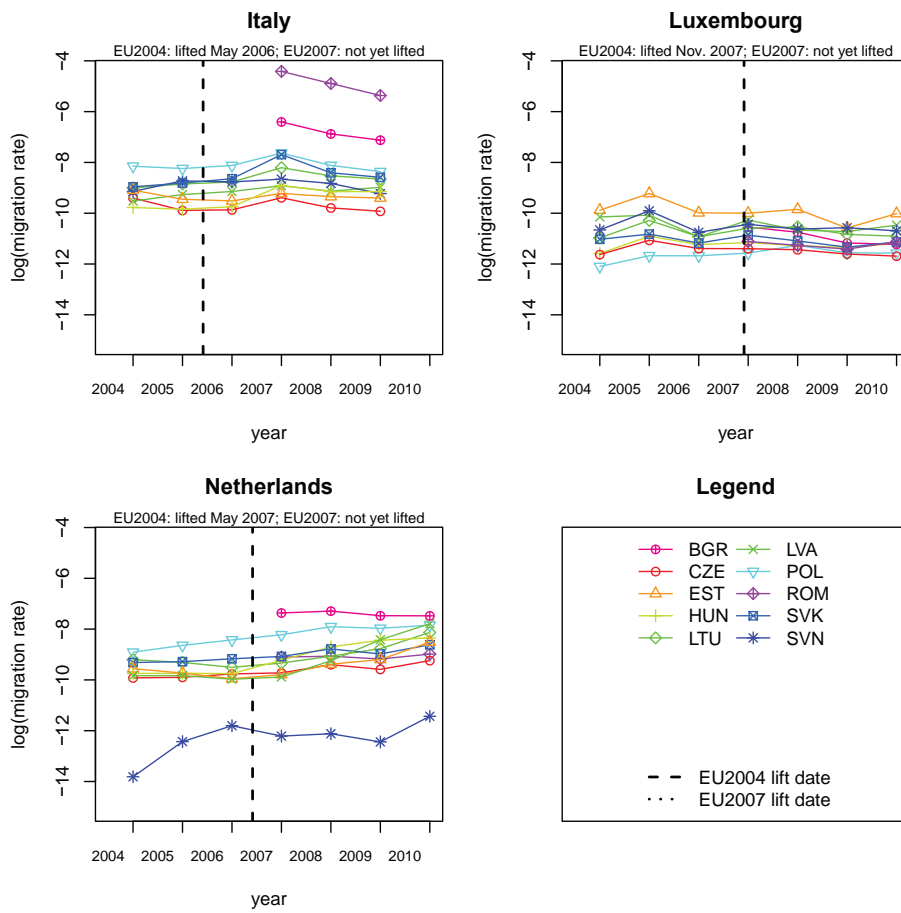 Italy
EU2004: lifted May 2006; EU2007: not yet lifted
log(migration rate)
−4
−6
−8
−10
−12
−14
2004 2005 2006 2007 2008 2009 2010
year
Luxembourg
EU2004: lifted Nov. 2007; EU2007: not yet lifted
log(migration rate)
−4
−6
−8
−10
−12
−14
2004 2005 2006 2007 2008 2009 2010
year
Netherlands
EU2004: lifted May 2007; EU2007: not yet lifted
log(migration rate)
−4
−6
−8
−10
−12
−14
2004 2005 2006 2007 2008 2009 2010
year
Legend
BGR LVA
CZE POL
EST ROM
HUN SVK
LTU SVN
EU2004 lift date
EU2007 lift date